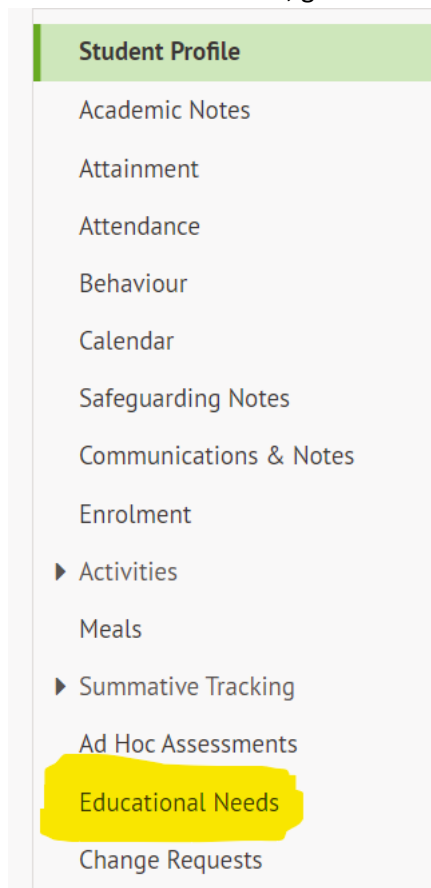 Student Profile
Academic Notes
Attainment
Attendance
Behaviour
Calendar
Safeguarding Notes
Communications & Notes
Enrolment
Activities
Meals
Summative Tracking
Ad Hoc Assessments
Educational Needs
Change Requests